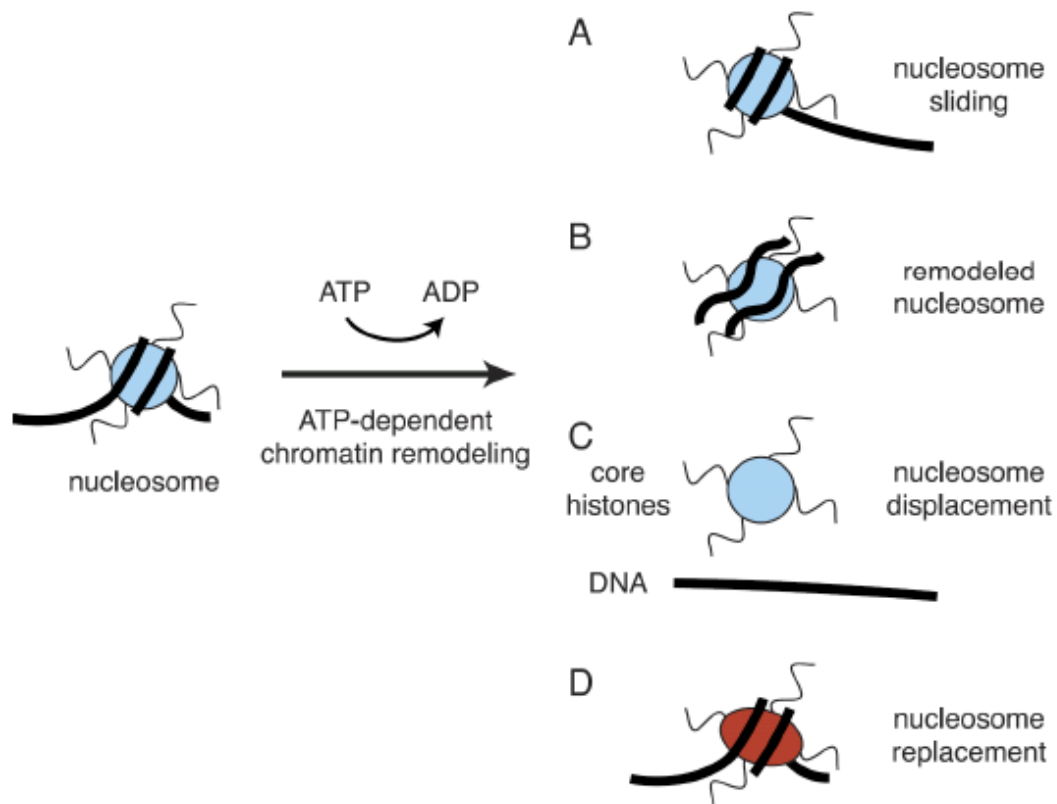 A
nucleosome
sliding
B
remodeled
nucleosome
ATP ADP
ATP-dependent
chromatin remodeling
nucleosome
C
core
histones
nucleosome
displacement
DNA
D
nucleosome
replacement